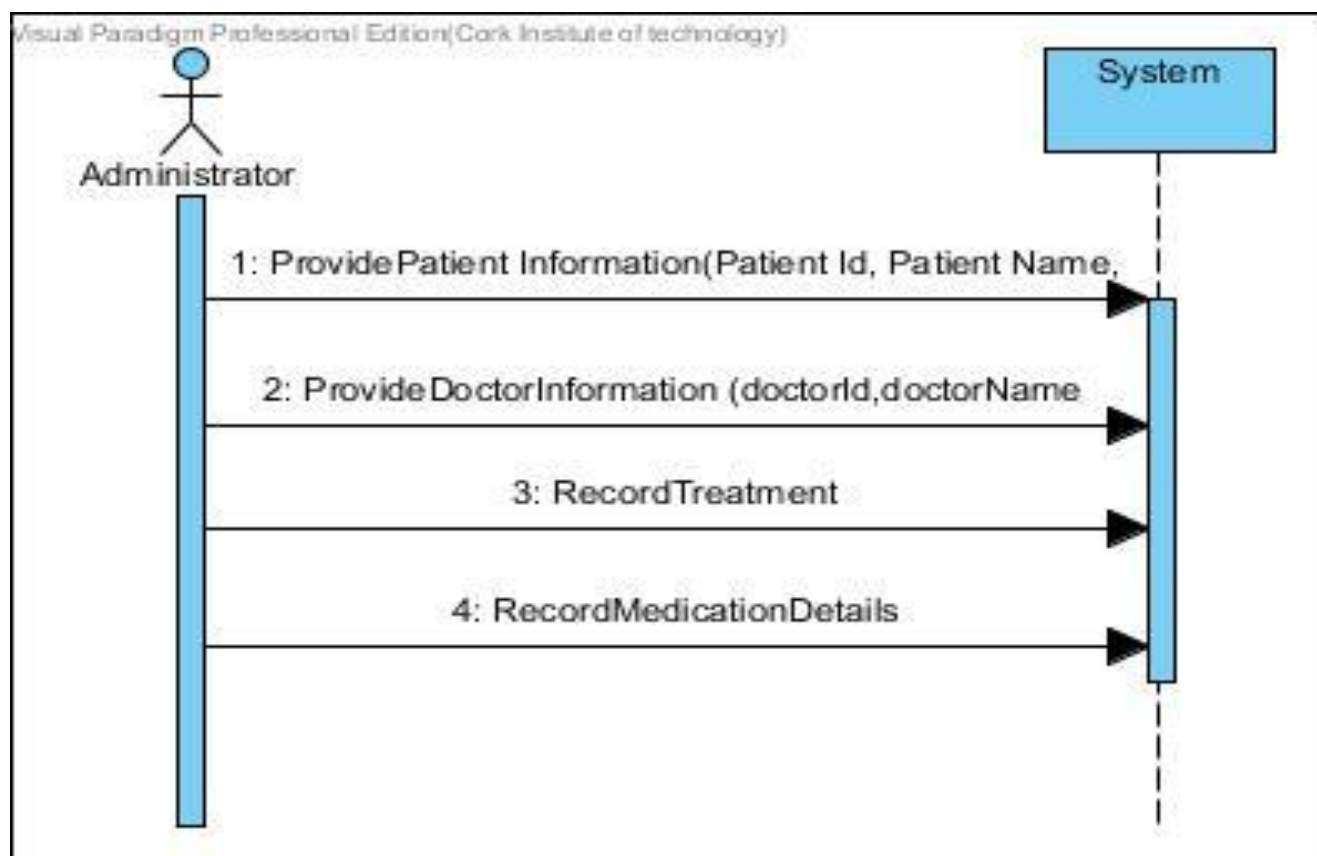 Visual Paradigm Professional Edition(Cork Institute of technology)
System
Administrator
1: ProvidePatient Information(Patient Id, Patient Name,
2: ProvideDoctorInformation (doctorId,doctorName
3: RecordTreatment
4: RecordMedicationDetails